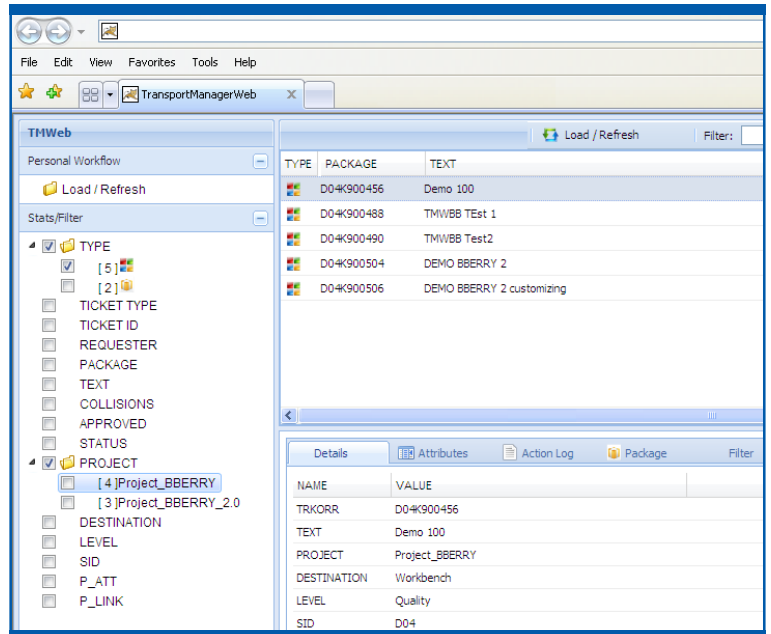 File Edit View Favorites Tools Help
TransportManagerWeb X
TMWeb
Personal Workflow
Load / Refresh
Stats/Filter
TYPE
[ 5 ]
[ 2 ]
TICKET TYPE
TICKET ID
REQUESTER
PACKAGE
TEXT
COLLISIONS
APPROVED
STATUS
PROJECT
[ 4 ]Project_BBERRY
[ 3 ]Project_BBERRY_2.0
DESTINATION
LEVEL
SID
P_ATT
P_LINK
Load / Refresh Filter:
TYPE PACKAGE TEXT
D04K900456 Demo 100
D04K900488 TMWBB TEst 1
D04K900490 TMWBB Test2
D04K900504 DEMO BBERRY 2
D04K900506 DEMO BBERRY 2 customizing
Details Attributes Action Log Package Filter
NAME VALUE
TRKORR D04K900456
TEXT Demo 100
PROJECT Project_BBERRY
DESTINATION Workbench
LEVEL Quality
SID D04